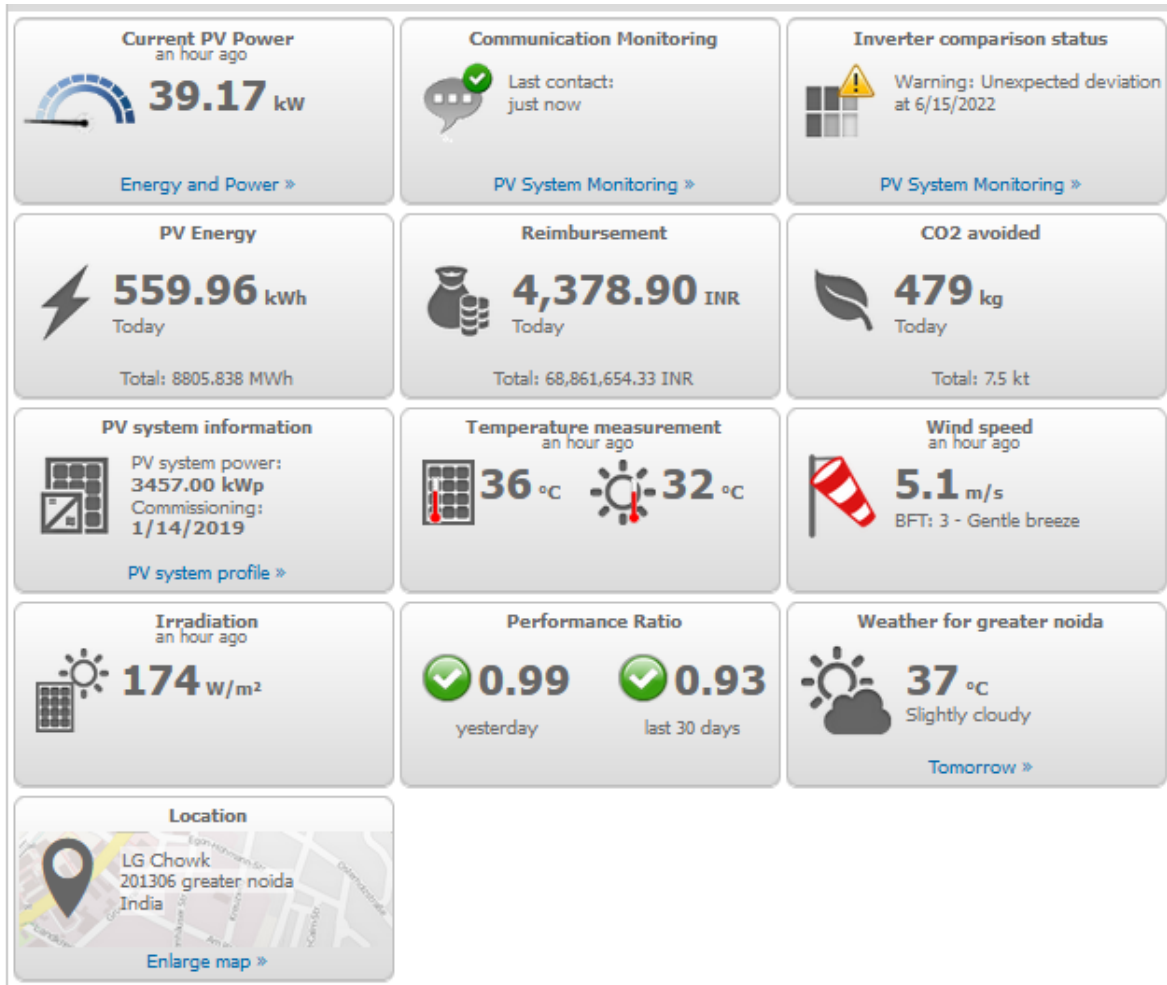 Current PV Power
an hour ago
39.17 kW
Energy and Power »
Communication Monitoring
Last contact:
just now
PV System Monitoring »
Inverter comparison status
Warning: Unexpected deviation
at 6/15/2022
PV System Monitoring »
PV Energy
559.96 kWh
Today
Total: 8805.838 MWh
Reimbursement
4,378.90 INR
Today
Total: 68,861,654.33 INR
CO2 avoided
479 kg
Today
Total: 7.5 kt
PV system information
PV system power:
3457.00 kWp
Commissioning:
1/14/2019
PV system profile »
Temperature measurement
an hour ago
36 °C 32 °C
Wind speed
an hour ago
5.1 m/s
BFT: 3 - Gentle breeze
Irradiation
an hour ago
174 W/m²
Performance Ratio
0.99 0.93
yesterday last 30 days
Weather for greater noida
37 °C
Slightly cloudy
Tomorrow »
Location
LG Chowk
201306 greater noida
India
Enlarge map »